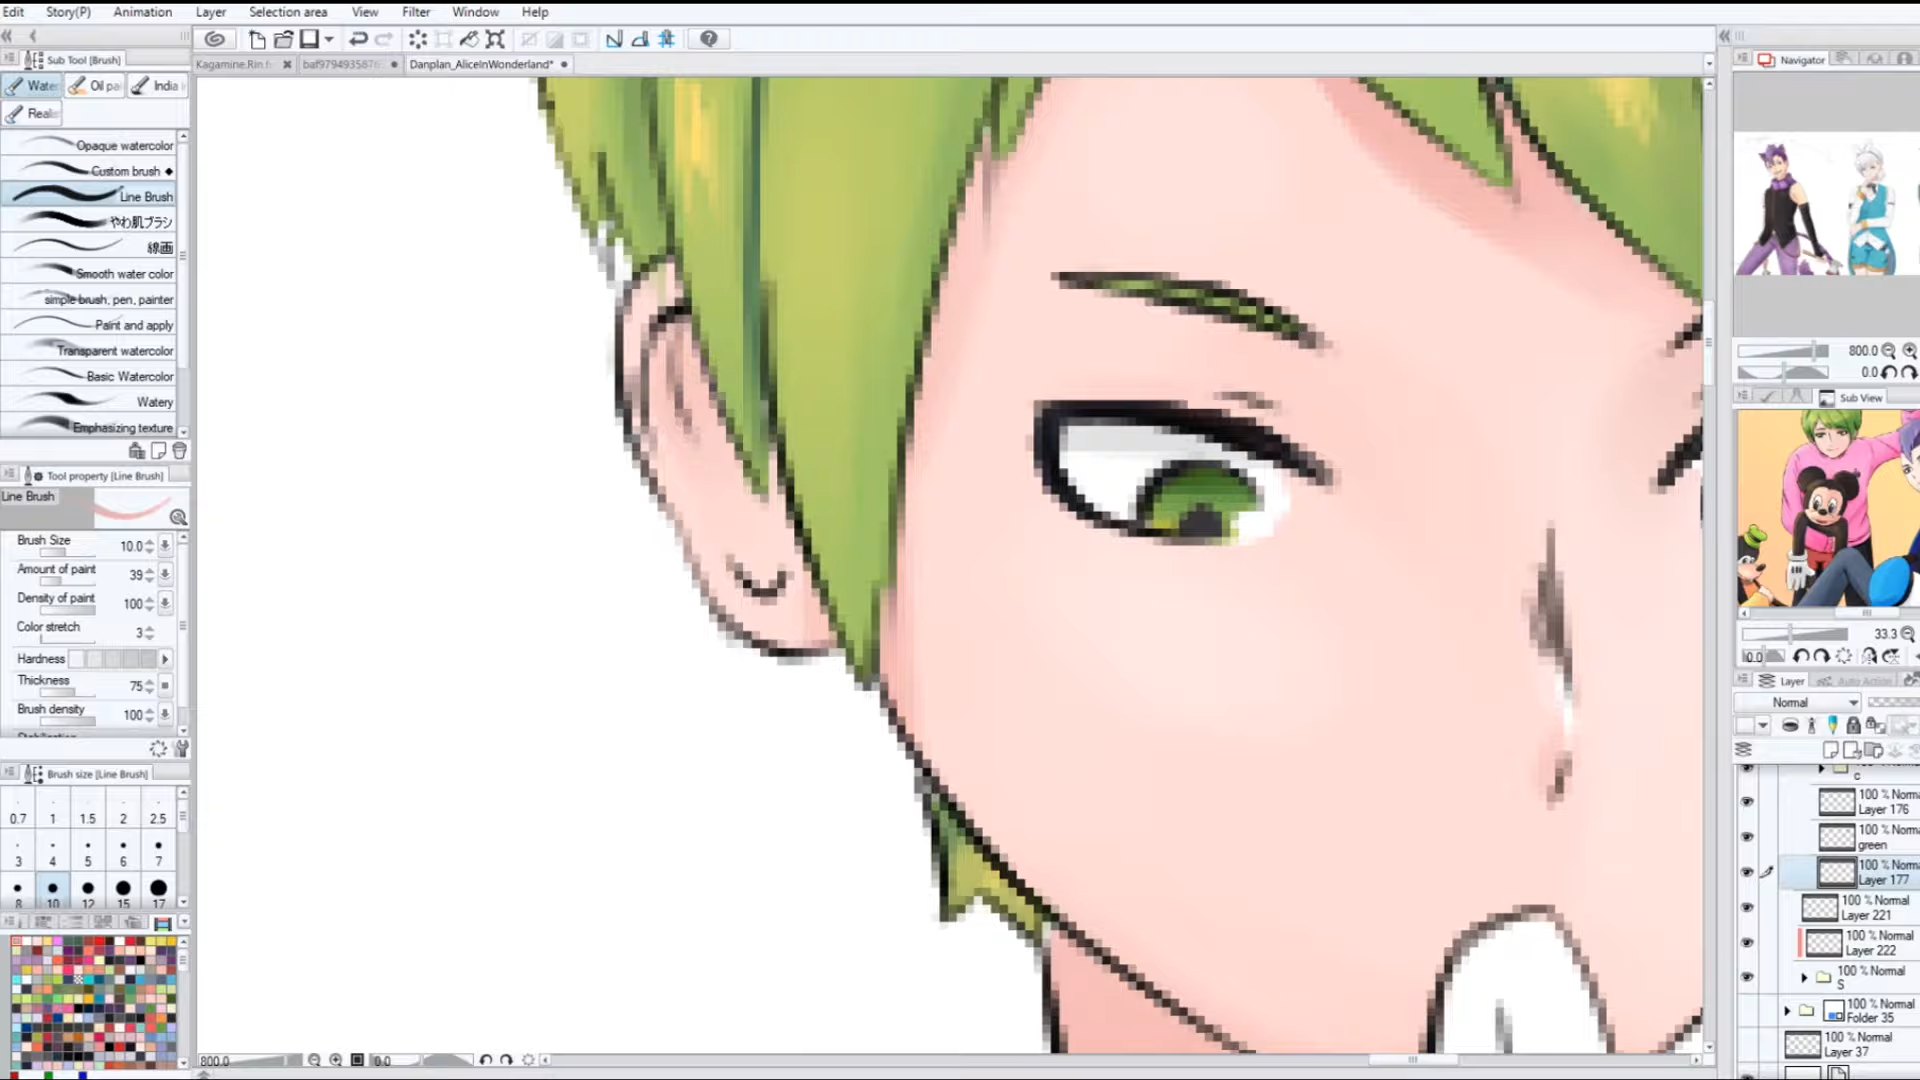 Edit Story(P) Animation Layer Selection area View Filter Window Help
Sub Tool [Brush]
Kagamine.Rin f
Danplan_AliceInWonderland*
Navigator
Water Oil pa India i
Real
Opaque watercolor
Custom brush
Line Brush
やわ肌ブラシ
線画
Smooth water color
simple brush, pen, painter
Paint and apply
Transparent watercolor
Basic Watercolor
Watery
Emphasizing texture
Tool property [Line Brush]
Line Brush
Brush Size 10.0
Amount of paint 39
Density of paint 100
Color stretch 3
Hardness
Thickness 75
Brush density 100
Brush size [Line Brush]
0.7 1 1.5 2 2.5
3 4 5 6 7
8 10 12 15 17
800.0 0.0
800.0
0.0
Sub View
33.3
0.0
Layer Auto Action
Normal
c
100 % Norma
Layer 176
100 % Norma
green
100 % Norma
Layer 177
100 % Normal
Layer 221
100 % Normal
Layer 222
100 % Normal
S
100 % Normal
Folder 35
100 % Normal
Layer 37